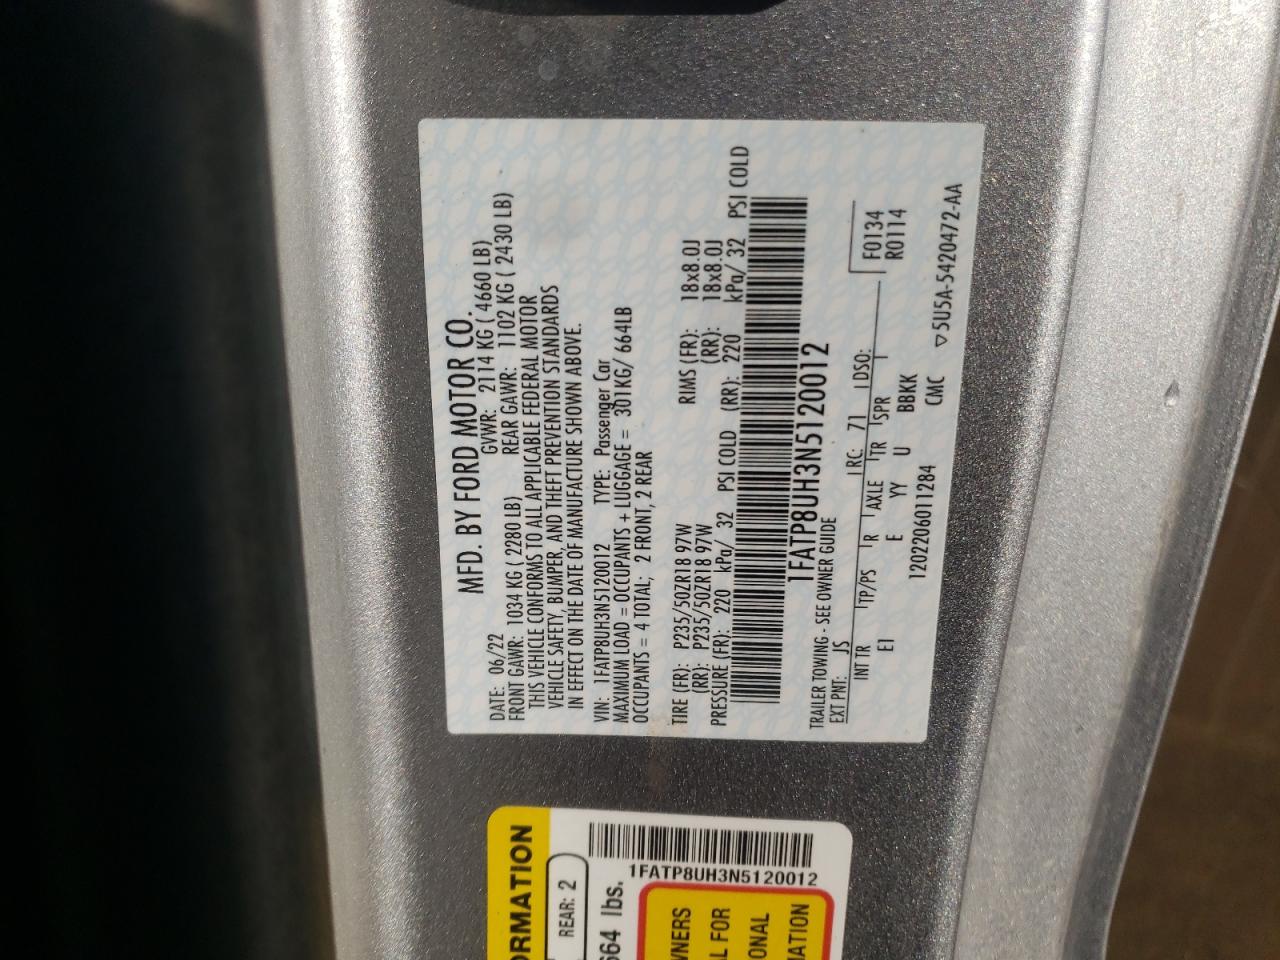 MFD. BY FORD MOTOR CO.
DATE: 06/22 GVWR: 2114 KG ( 4660 LB)
FRONT GAWR: 1034 KG ( 2280 LB) REAR GAWR: 1102 KG ( 2430 LB)
THIS VEHICLE CONFORMS TO ALL APPLICABLE FEDERAL MOTOR
VEHICLE SAFETY, BUMPER, AND THEFT PREVENTION STANDARDS
IN EFFECT ON THE DATE OF MANUFACTURE SHOWN ABOVE.
VIN: 1FATP8UH3N5120012 TYPE: Passenger Car
MAXIMUM LOAD = OCCUPANTS + LUGGAGE = 301KG/ 664LB
OCCUPANTS = 4 TOTAL; 2 FRONT, 2 REAR
TIRE (FR): P235/50ZR18 97W RIMS (FR): 18x8.0J
(RR): P235/50ZR18 97W (RR): 18x8.0J
PRESSURE (FR): 220 kPa/ 32 PSI COLD (RR): 220 kPa/ 32 PSI COLD
1FATP8UH3N5120012
TRAILER TOWING - SEE OWNER GUIDE
EXT PNT: JS RC: 71 DSO: F0134
INT TR TP/PS R AXLE TR SPR R0114
E1 E YY U BBKK
1202206011284 CMC ▽5U5A-5420472-AA
ORMATION
REAR: 2
664 lbs.
1FATP8UH3N5120012
WNERS
L FOR
ONAL
MATION